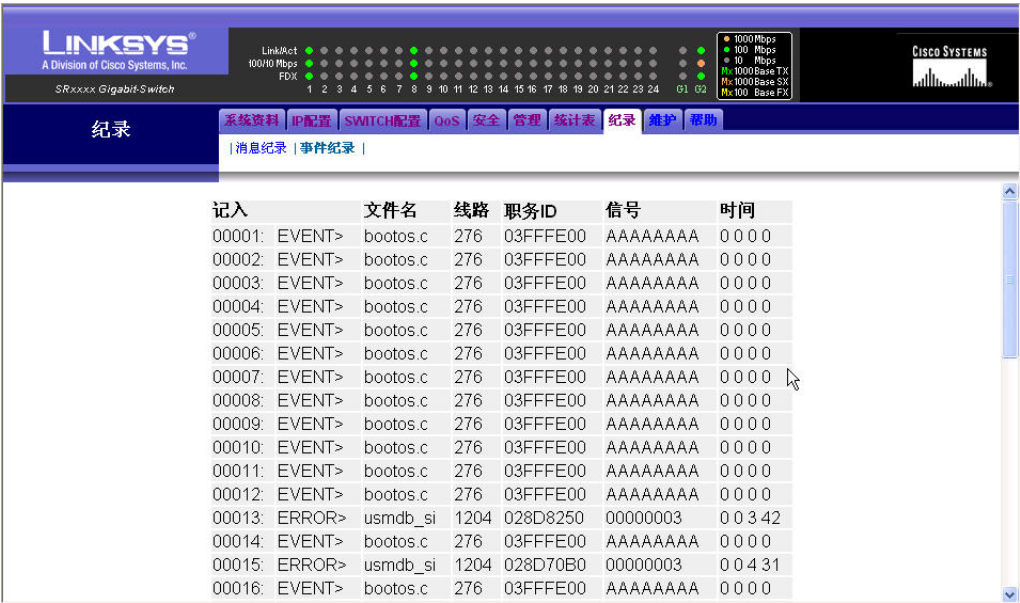 LINKSYS®
A Division of Cisco Systems, Inc.
SRxxxx Gigabit-Switch
Link/Act
100/10 Mbps
FDX
1 2 3 4 5 6 7 8 9 10 11 12 13 14 15 16 17 18 19 20 21 22 23 24 G1 G2
1000 Mbps
100 Mbps
10 Mbps
Mx 1000 Base TX
Mx 1000 Base SX
Mx 100 Base FX
CISCO SYSTEMS
纪录
系统资料 IP配置 SWITCH配置 QoS 安全 管理 统计表 纪录 維护 帮助
|消息纪录 |事件纪录 |
记入 文件名 线路 职务ID 信号 时间
00001: EVENT> bootos.c 276 03FFFE00 AAAAAAAA 0 0 0 0
00002: EVENT> bootos.c 276 03FFFE00 AAAAAAAA 0 0 0 0
00003: EVENT> bootos.c 276 03FFFE00 AAAAAAAA 0 0 0 0
00004: EVENT> bootos.c 276 03FFFE00 AAAAAAAA 0 0 0 0
00005: EVENT> bootos.c 276 03FFFE00 AAAAAAAA 0 0 0 0
00006: EVENT> bootos.c 276 03FFFE00 AAAAAAAA 0 0 0 0
00007: EVENT> bootos.c 276 03FFFE00 AAAAAAAA 0 0 0 0
00008: EVENT> bootos.c 276 03FFFE00 AAAAAAAA 0 0 0 0
00009: EVENT> bootos.c 276 03FFFE00 AAAAAAAA 0 0 0 0
00010: EVENT> bootos.c 276 03FFFE00 AAAAAAAA 0 0 0 0
00011: EVENT> bootos.c 276 03FFFE00 AAAAAAAA 0 0 0 0
00012: EVENT> bootos.c 276 03FFFE00 AAAAAAAA 0 0 0 0
00013: ERROR> usmdb_si 1204 028D8250 00000003 0 0 3 42
00014: EVENT> bootos.c 276 03FFFE00 AAAAAAAA 0 0 0 0
00015: ERROR> usmdb_si 1204 028D70B0 00000003 0 0 4 31
00016: EVENT> bootos.c 276 03FFFE00 AAAAAAAA 0 0 0 0